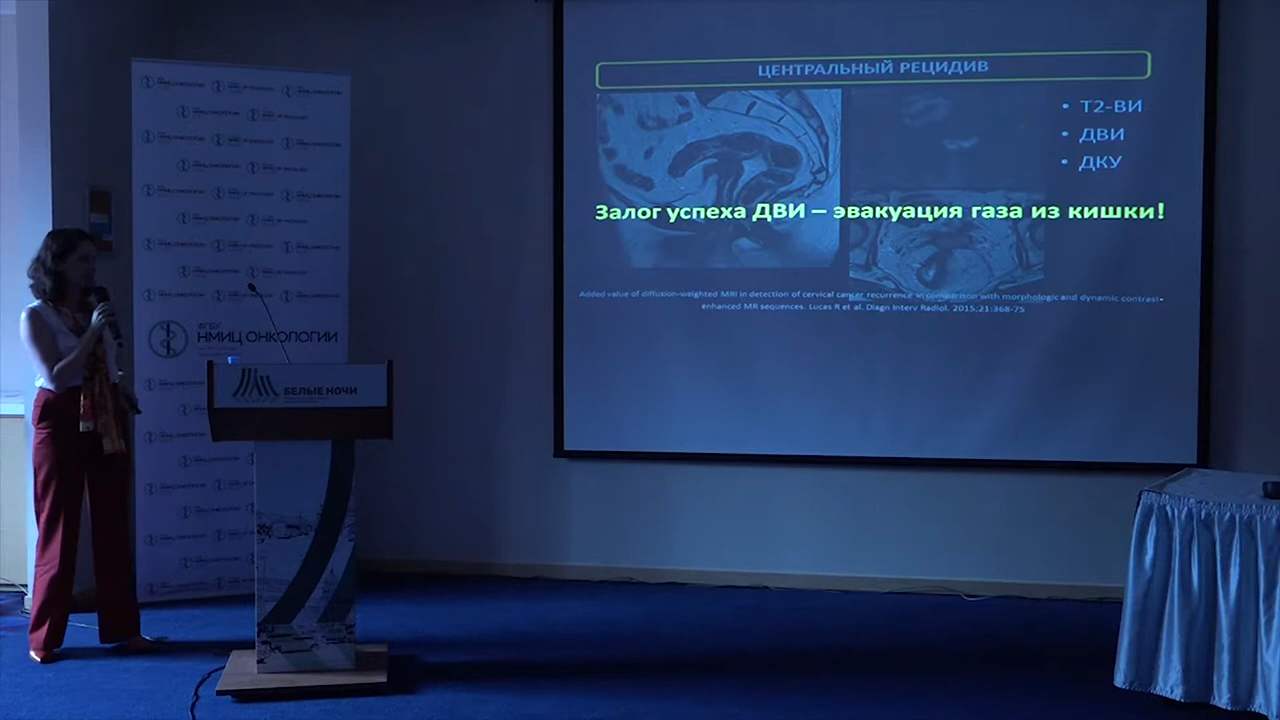 ЦЕНТРАЛЬНЫЙ РЕЦИДИВ
• Т2-ВИ
• ДВИ
• ДКУ
Залог успеха ДВИ – эвакуация газа из кишки!
Added value of diffusion-weighted MRI in detection of cervical cancer recurrence in comparison with morphologic and dynamic contrast-
enhanced MR sequences. Lucas R et al. Diagn Interv Radiol. 2015;21:368-75
ФГБУ
НМИЦ ОНКОЛОГИИ
БЕЛЫЕ НОЧИ